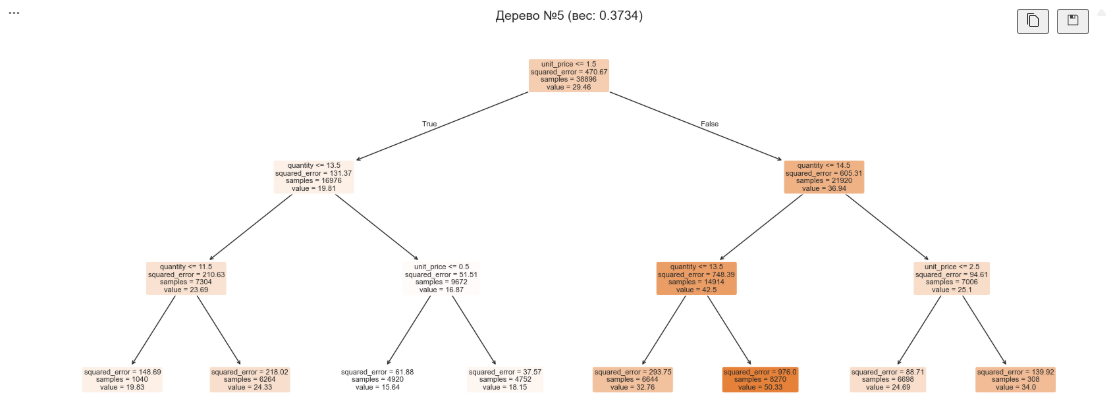 ...
Дерево №5 (вес: 0.3734)
unit_price <= 1.5
squared_error = 470.67
samples = 38896
value = 29.46
True
False
quantity <= 13.5
squared_error = 131.37
samples = 16976
value = 19.81
quantity <= 14.5
squared_error = 605.31
samples = 21920
value = 36.94
quantity <= 11.5
squared_error = 210.63
samples = 7304
value = 23.69
unit_price <= 0.5
squared_error = 51.51
samples = 9672
value = 16.87
quantity <= 13.5
squared_error = 748.39
samples = 14914
value = 42.5
unit_price <= 2.5
squared_error = 94.61
samples = 7006
value = 25.1
squared_error = 148.69
samples = 1040
value = 19.83
squared_error = 218.02
samples = 6264
value = 24.33
squared_error = 61.88
samples = 4920
value = 15.64
squared_error = 37.57
samples = 4752
value = 18.15
squared_error = 293.75
samples = 6644
value = 32.76
squared_error = 976.0
samples = 8270
value = 50.33
squared_error = 88.71
samples = 6698
value = 24.69
squared_error = 139.92
samples = 308
value = 34.0